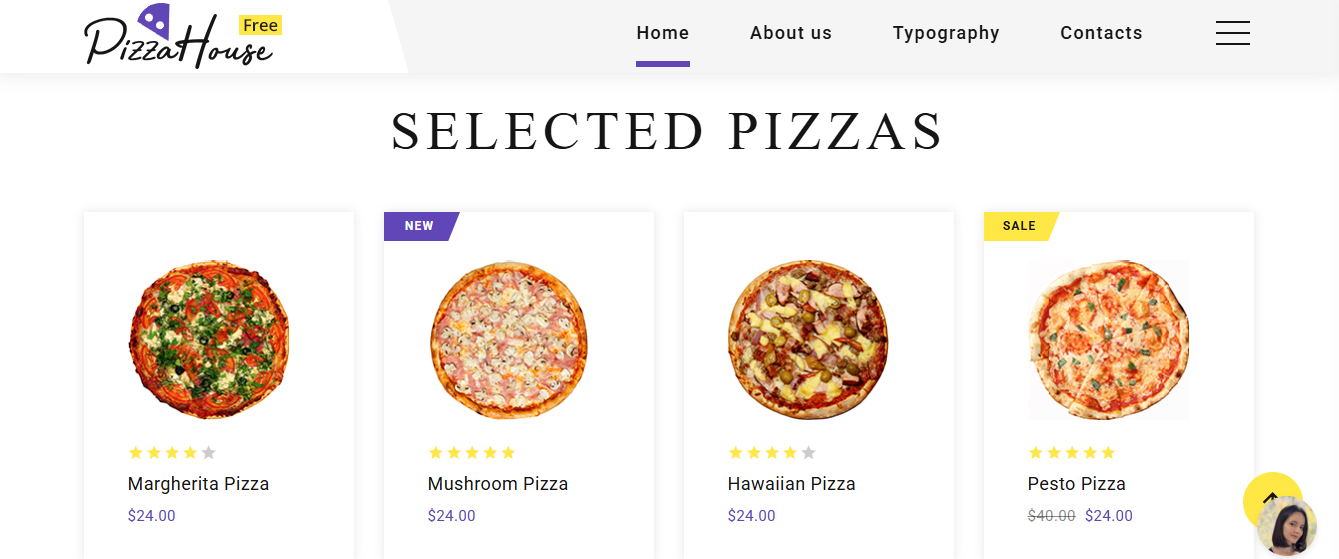 PizzaHouse Free
Home About us Typography Contacts
SELECTED PIZZAS
NEW
SALE
Margherita Pizza
$24.00
Mushroom Pizza
$24.00
Hawaiian Pizza
$24.00
Pesto Pizza
$40.00 $24.00